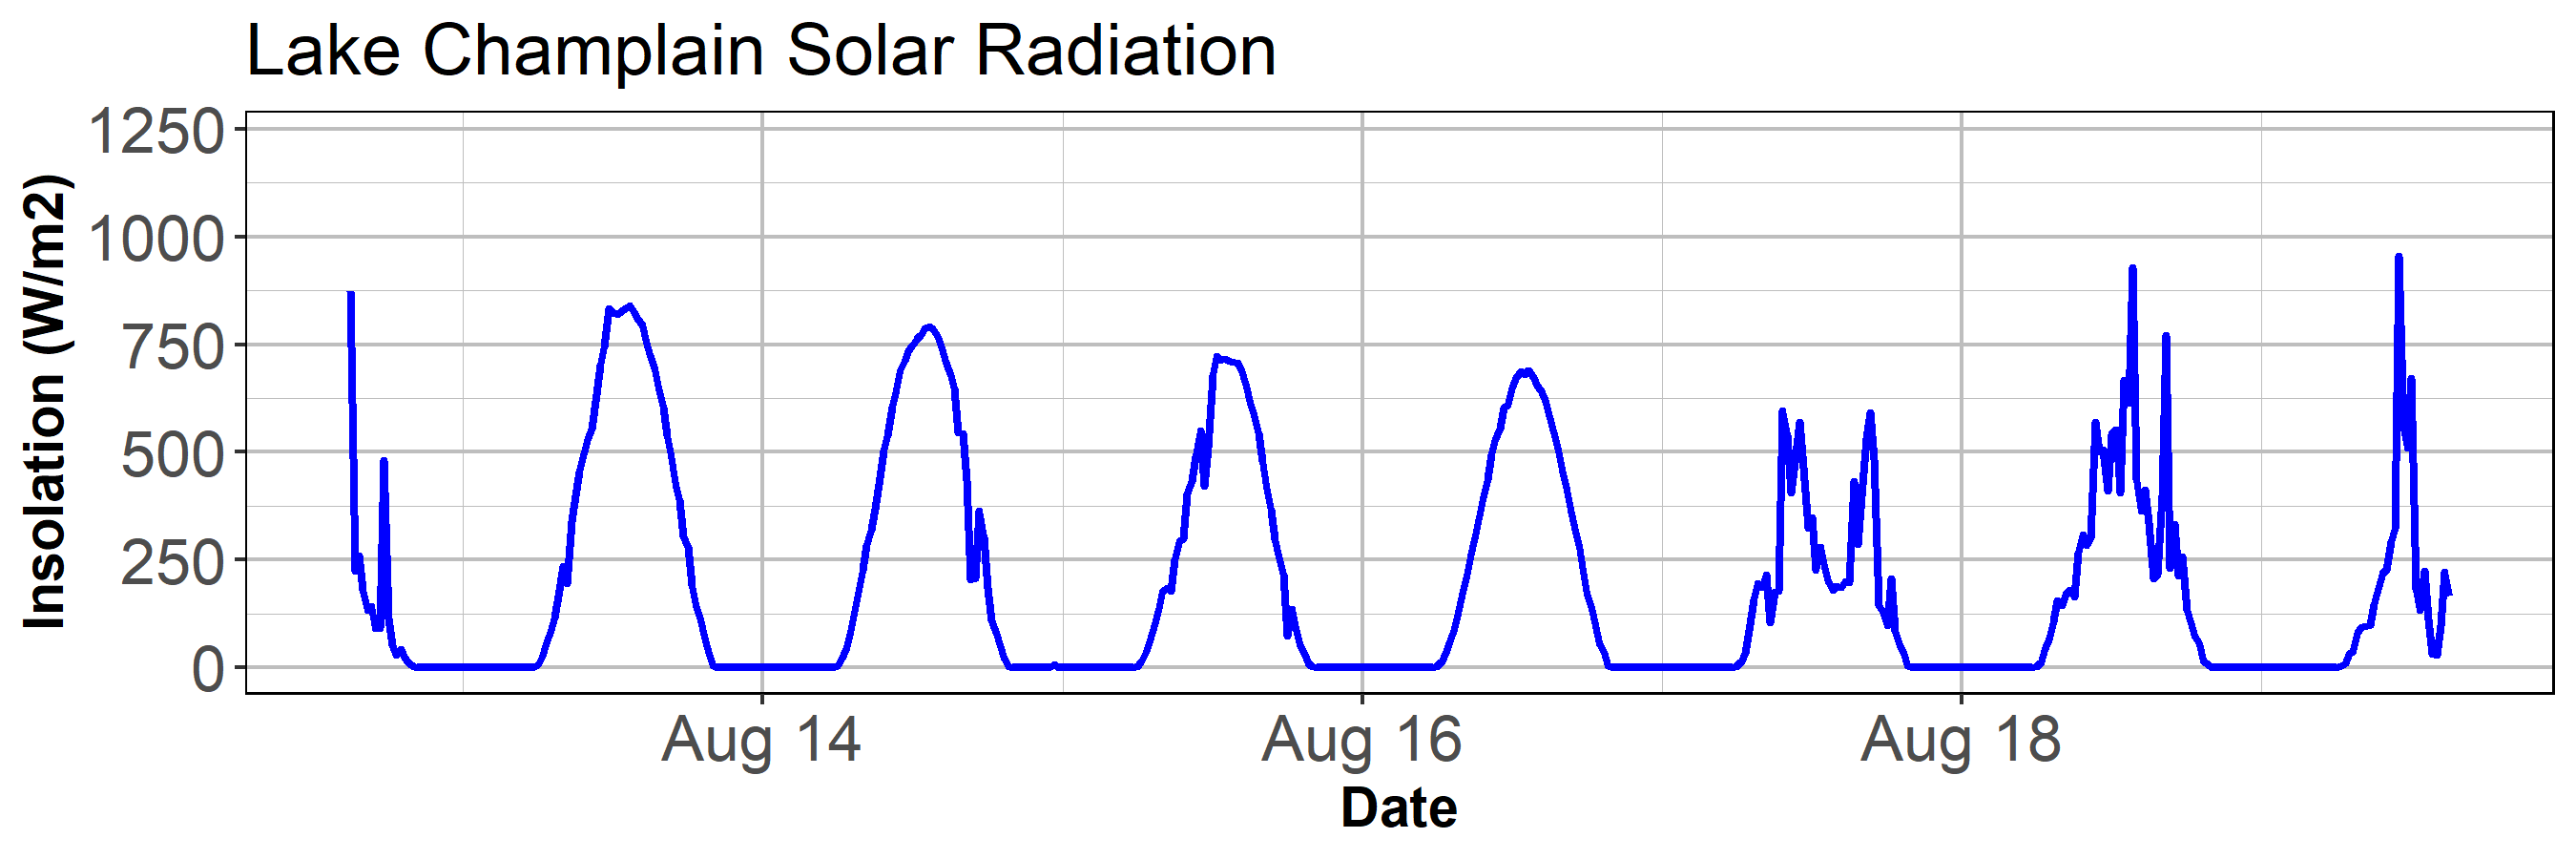 Lake Champlain Solar Radiation
Insolation (W/m2)
1250
1000
750
500
250
0
Aug 14
Aug 16
Aug 18
Date